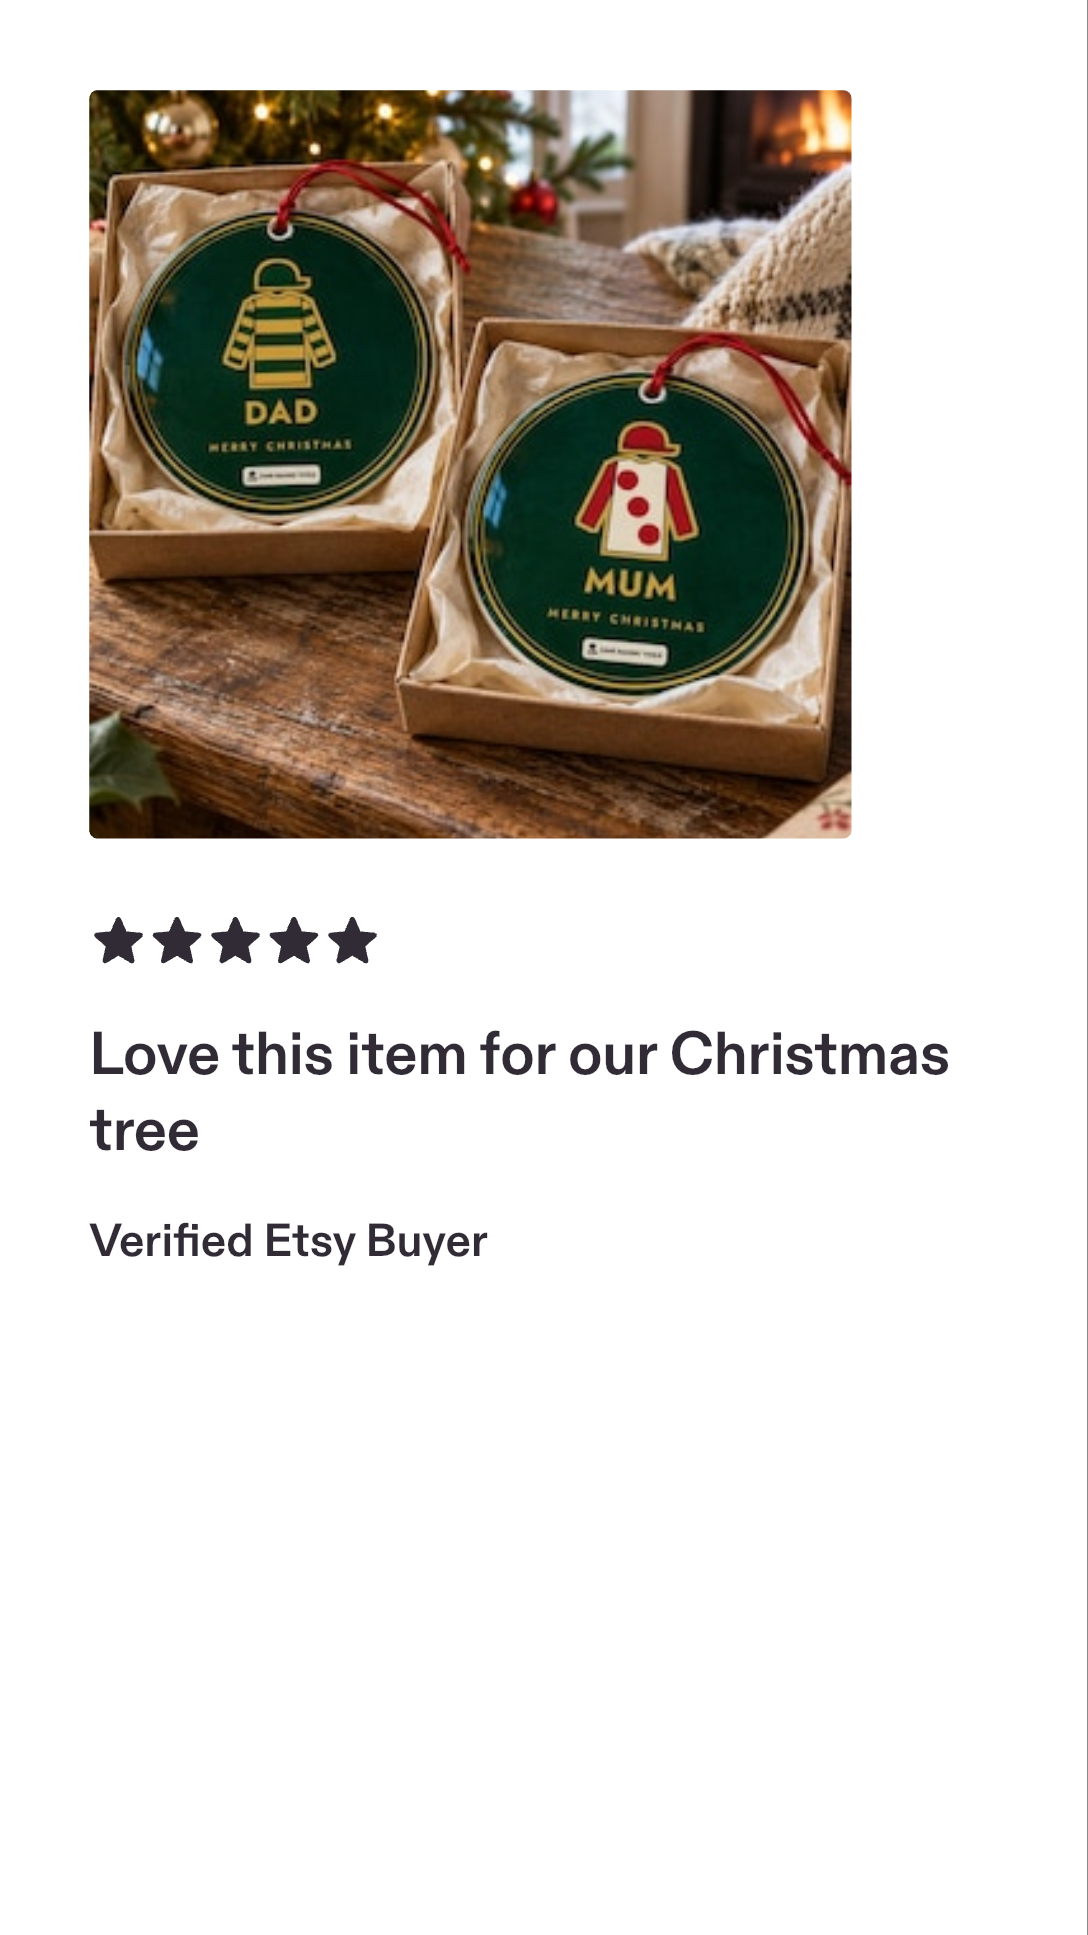 DAD
MERRY CHRISTMAS
MUM
MERRY CHRISTMAS
Love this item for our Christmas
tree
Verified Etsy Buyer